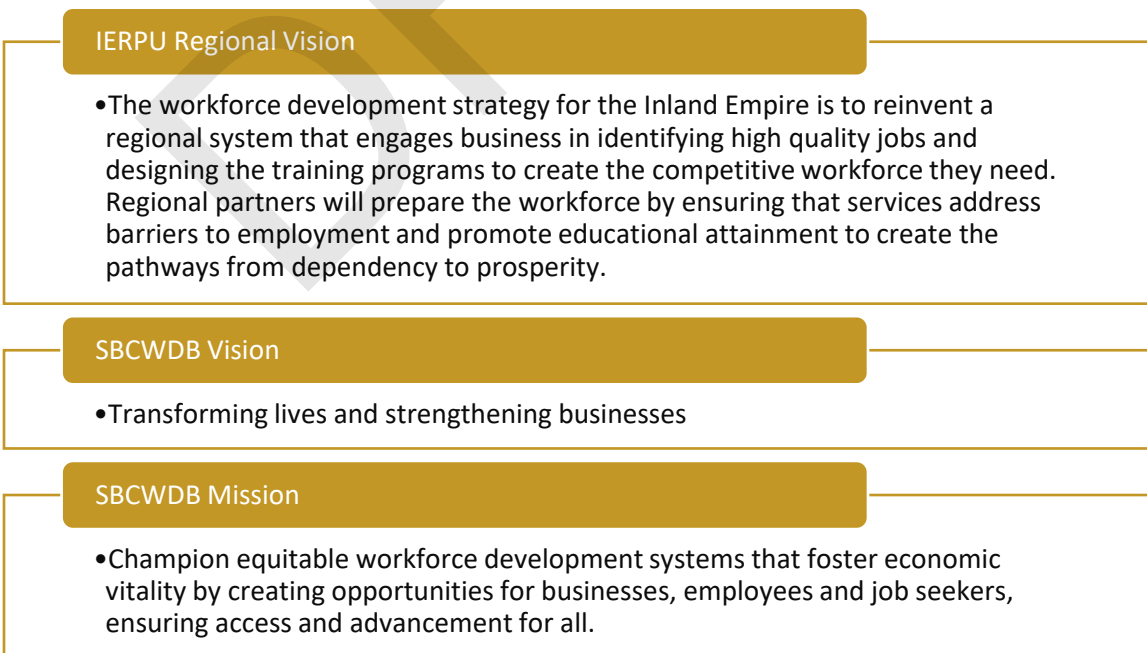 IERPU Regional Vision
•The workforce development strategy for the Inland Empire is to reinvent a
regional system that engages business in identifying high quality jobs and
designing the training programs to create the competitive workforce they need.
Regional partners will prepare the workforce by ensuring that services address
barriers to employment and promote educational attainment to create the
pathways from dependency to prosperity.
SBCWDB Vision
•Transforming lives and strengthening businesses
SBCWDB Mission
•Champion equitable workforce development systems that foster economic
vitality by creating opportunities for businesses, employees and job seekers,
ensuring access and advancement for all.